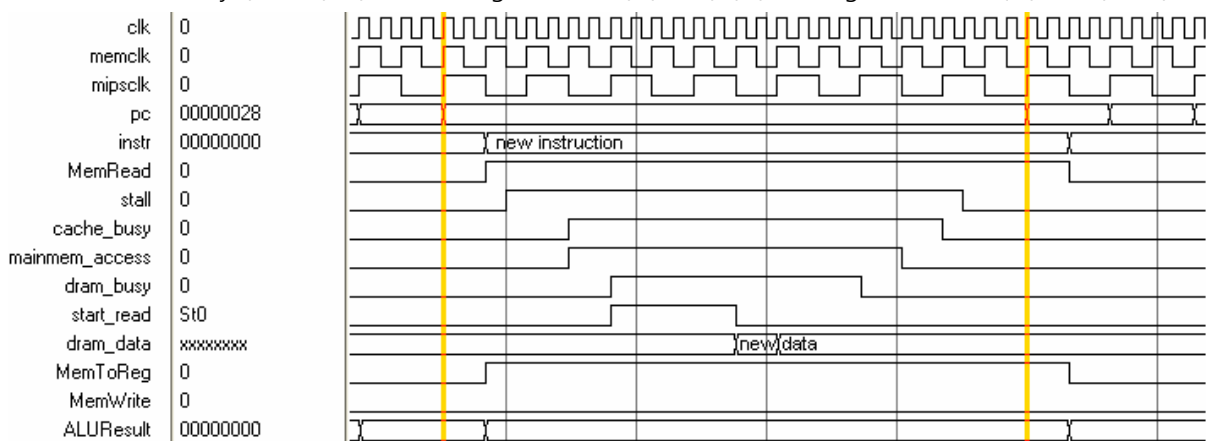 clk 0
memclk 0
mipsclk 0
pc 00000028
instr 00000000 new instruction
MemRead 0
stall 0
cache_busy 0
mainmem_access 0
dram_busy 0
start_read St0
dram_data xxxxxxxx new data
MemToReg 0
MemWrite 0
ALUResult 00000000